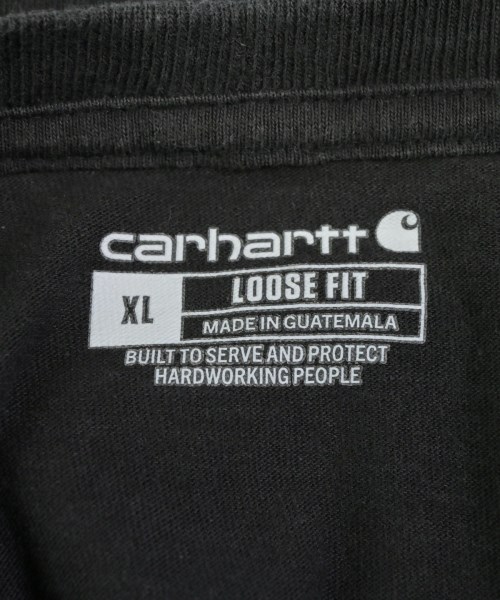 carhartt
XL
LOOSE FIT
MADE IN GUATEMALA
BUILT TO SERVE AND PROTECT
HARDWORKING PEOPLE